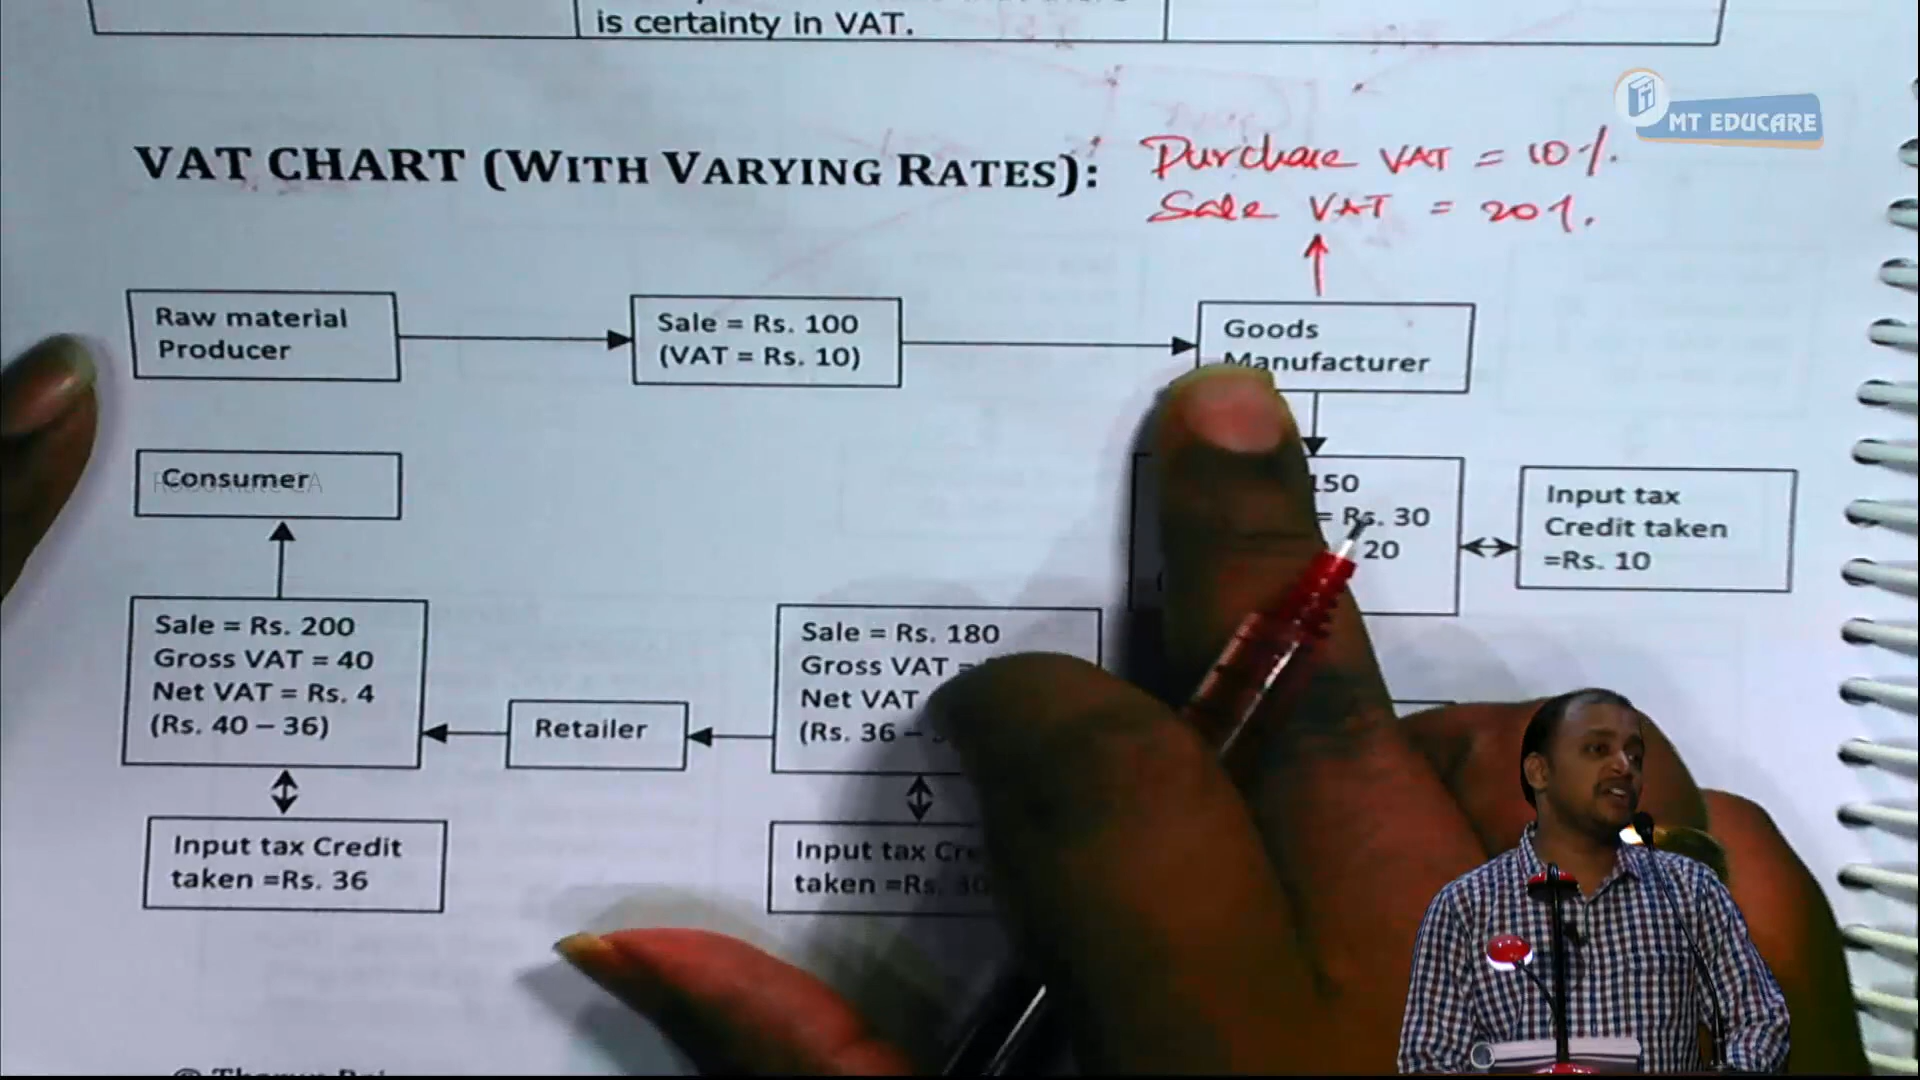 is certainty in VAT.
MT EDUCARE
VAT CHART (WITH VARYING RATES):
Purchase VAT = 10%.
Sale VAT = 20%.
Raw material
Producer
Sale = Rs. 100
(VAT = Rs. 10)
Goods
Manufacturer
Consumer
150
= Rs. 30
20
Input tax
Credit taken
=Rs. 10
Sale = Rs. 200
Gross VAT = 40
Net VAT = Rs. 4
(Rs. 40 – 36)
Retailer
Sale = Rs. 180
Gross VAT =
Net VAT
(Rs. 36 –
Input tax Credit
taken =Rs. 36
Input tax
taken =Rs.